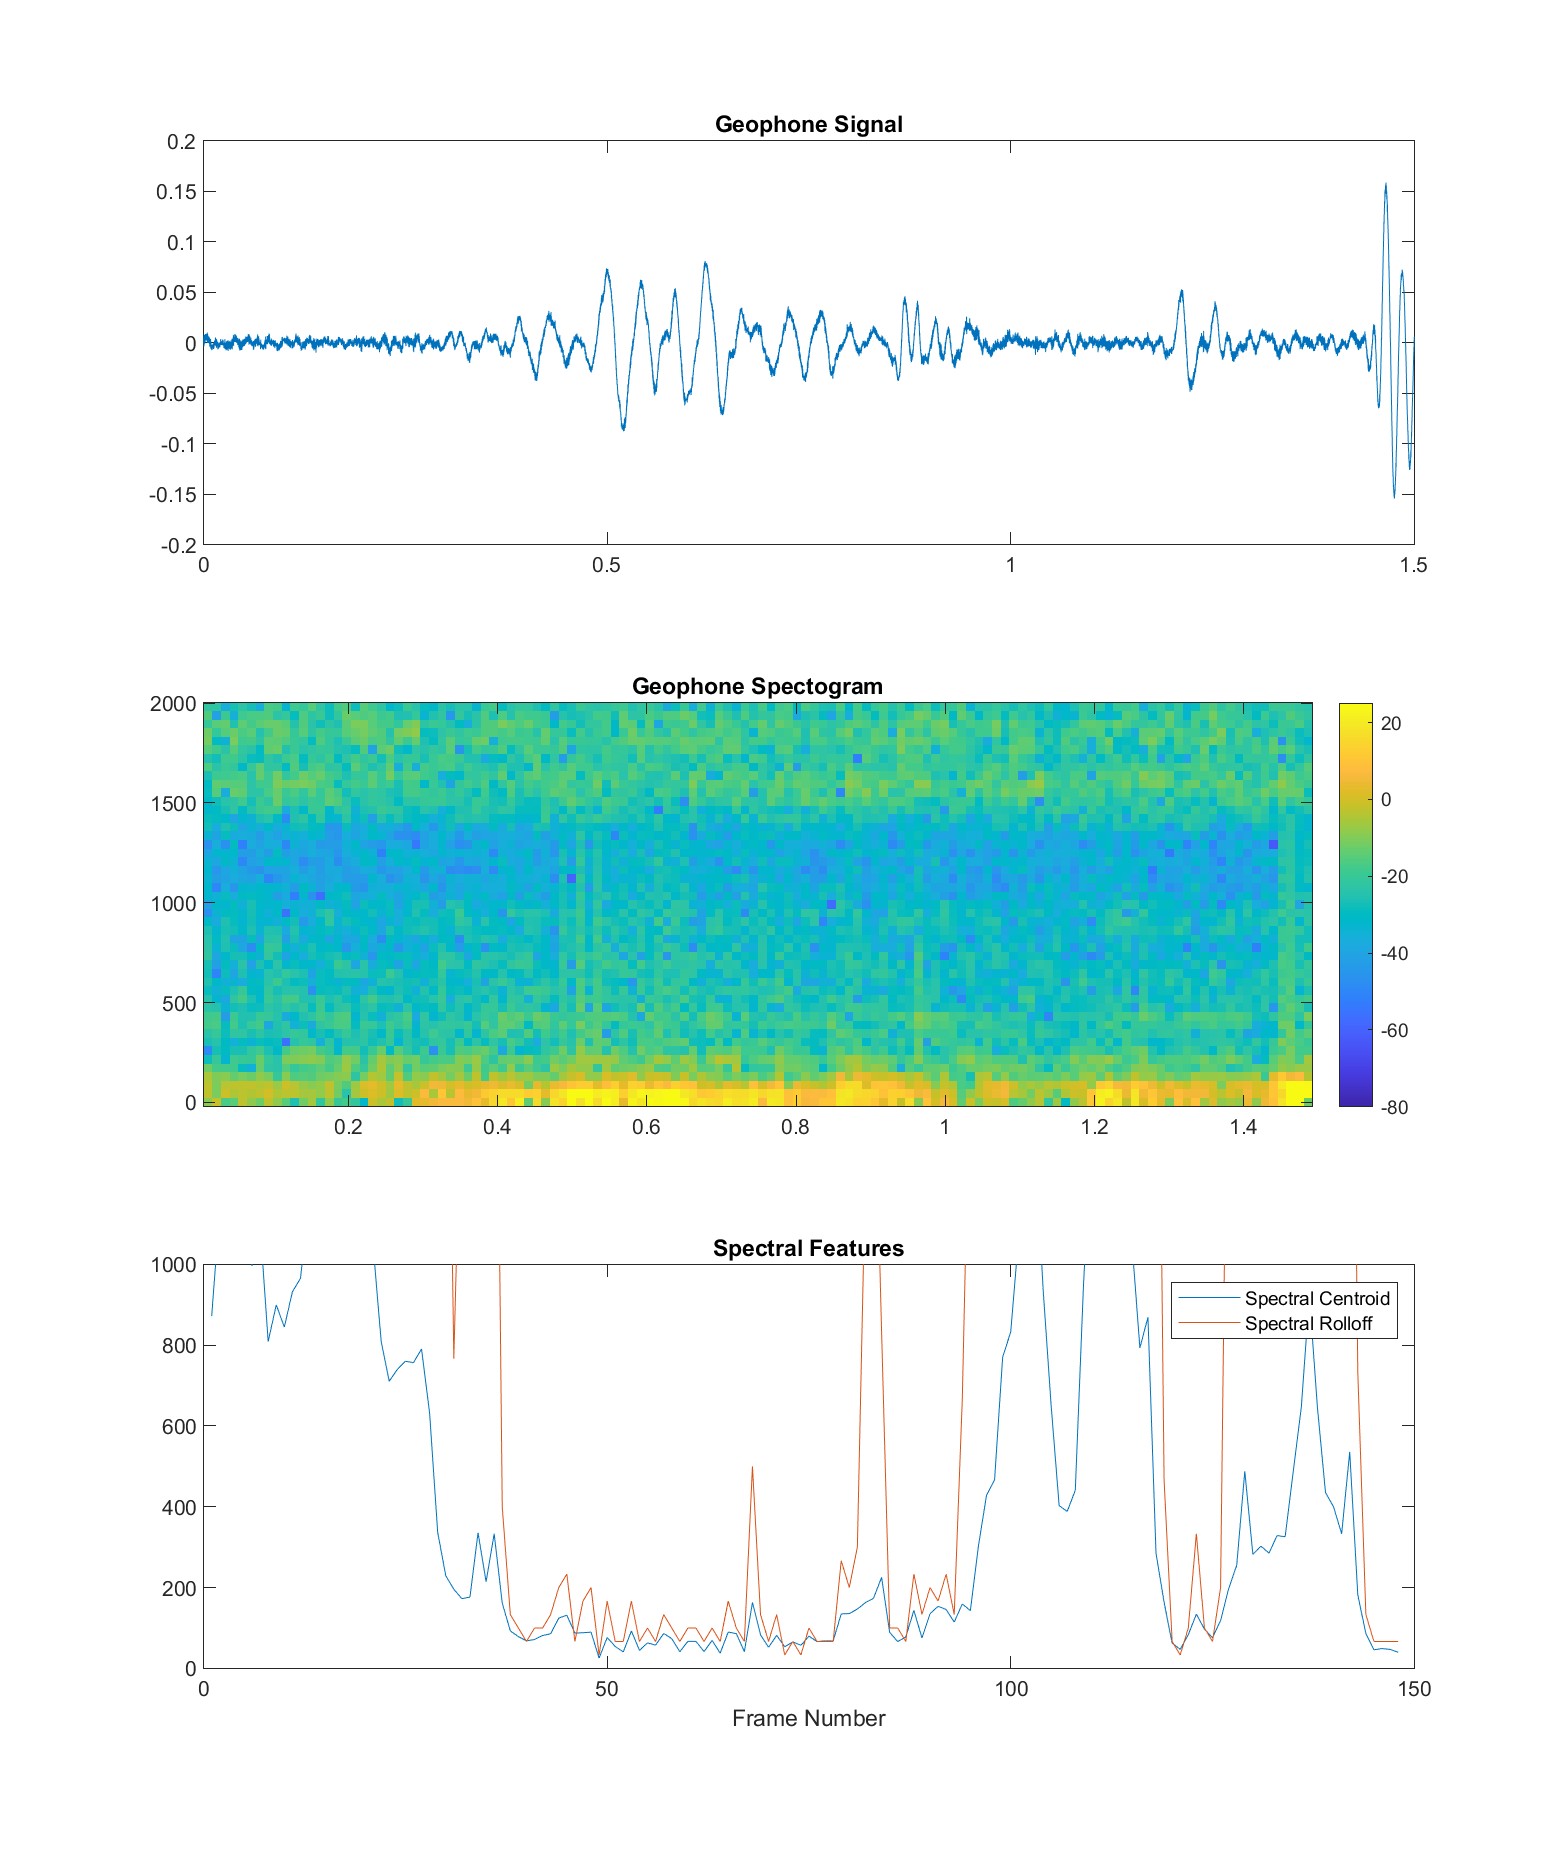 Geophone Signal
0.2
0.15
0.1
0.05
0
-0.05
-0.1
-0.15
-0.2
0 0.5 1 1.5
Geophone Spectogram
2000
1500
1000
500
0
0.2 0.4 0.6 0.8 1 1.2 1.4
20
0
-20
-40
-60
-80
Spectral Features
1000
800
600
400
200
0
Spectral Centroid
Spectral Rolloff
0 50 100 150
Frame Number